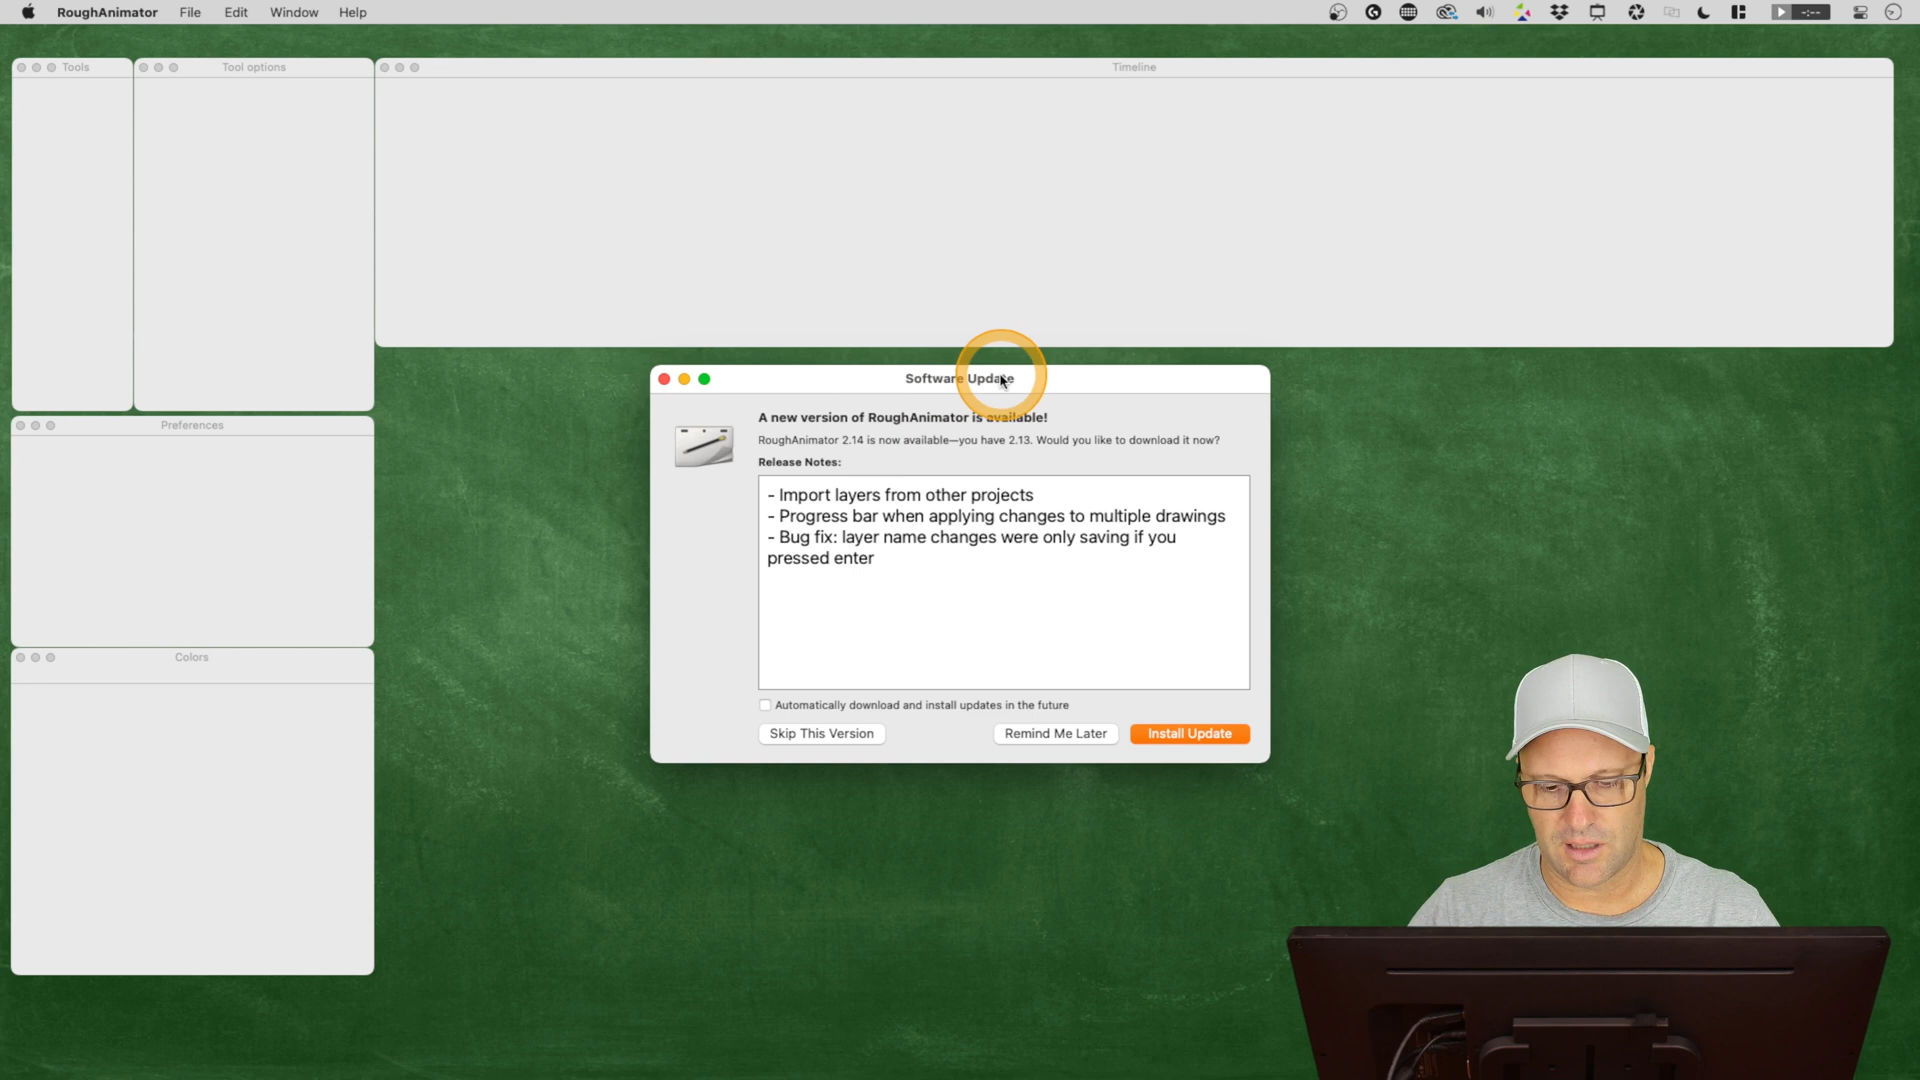 RoughAnimator File Edit Window Help
-:--
Tools
Tool options
Timeline
Preferences
Colors
Software Update
A new version of RoughAnimator is available!
RoughAnimator 2.14 is now available—you have 2.13. Would you like to download it now?
Release Notes:
- Import layers from other projects
- Progress bar when applying changes to multiple drawings
- Bug fix: layer name changes were only saving if you
pressed enter
Automatically download and install updates in the future
Skip This Version
Remind Me Later
Install Update